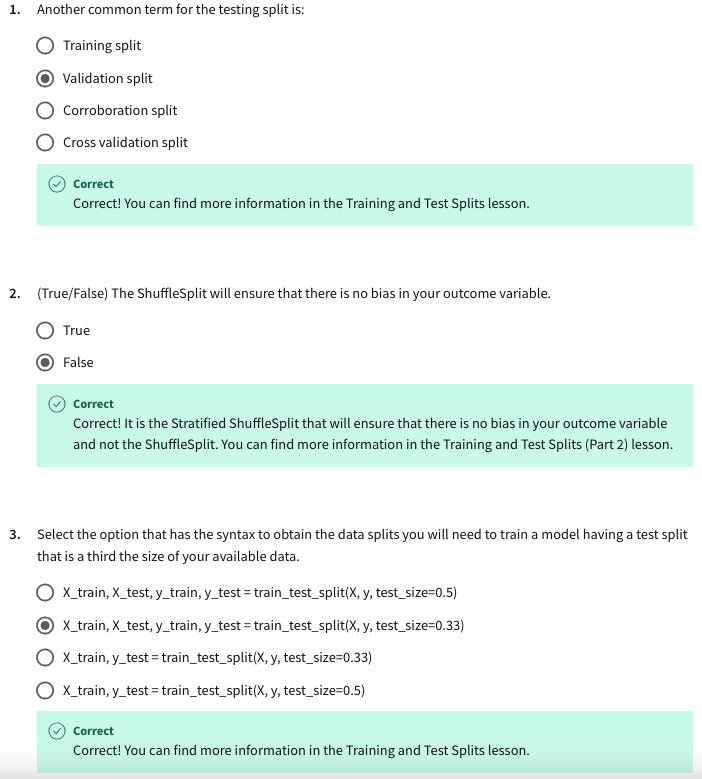 1. Another common term for the testing split is:
Training split
Validation split
Corroboration split
Cross validation split
Correct
Correct! You can find more information in the Training and Test Splits lesson.
2. (True/False) The ShuffleSplit will ensure that there is no bias in your outcome variable.
True
False
Correct
Correct! It is the Stratified ShuffleSplit that will ensure that there is no bias in your outcome variable
and not the ShuffleSplit. You can find more information in the Training and Test Splits (Part 2) lesson.
3. Select the option that has the syntax to obtain the data splits you will need to train a model having a test split
that is a third the size of your available data.
X_train, X_test, y_train, y_test = train_test_split(X, y, test_size=0.5)
X_train, X_test, y_train, y_test = train_test_split(X, y, test_size=0.33)
X_train, y_test = train_test_split(X, y, test_size=0.33)
X_train, y_test = train_test_split(X, y, test_size=0.5)
Correct
Correct! You can find more information in the Training and Test Splits lesson.